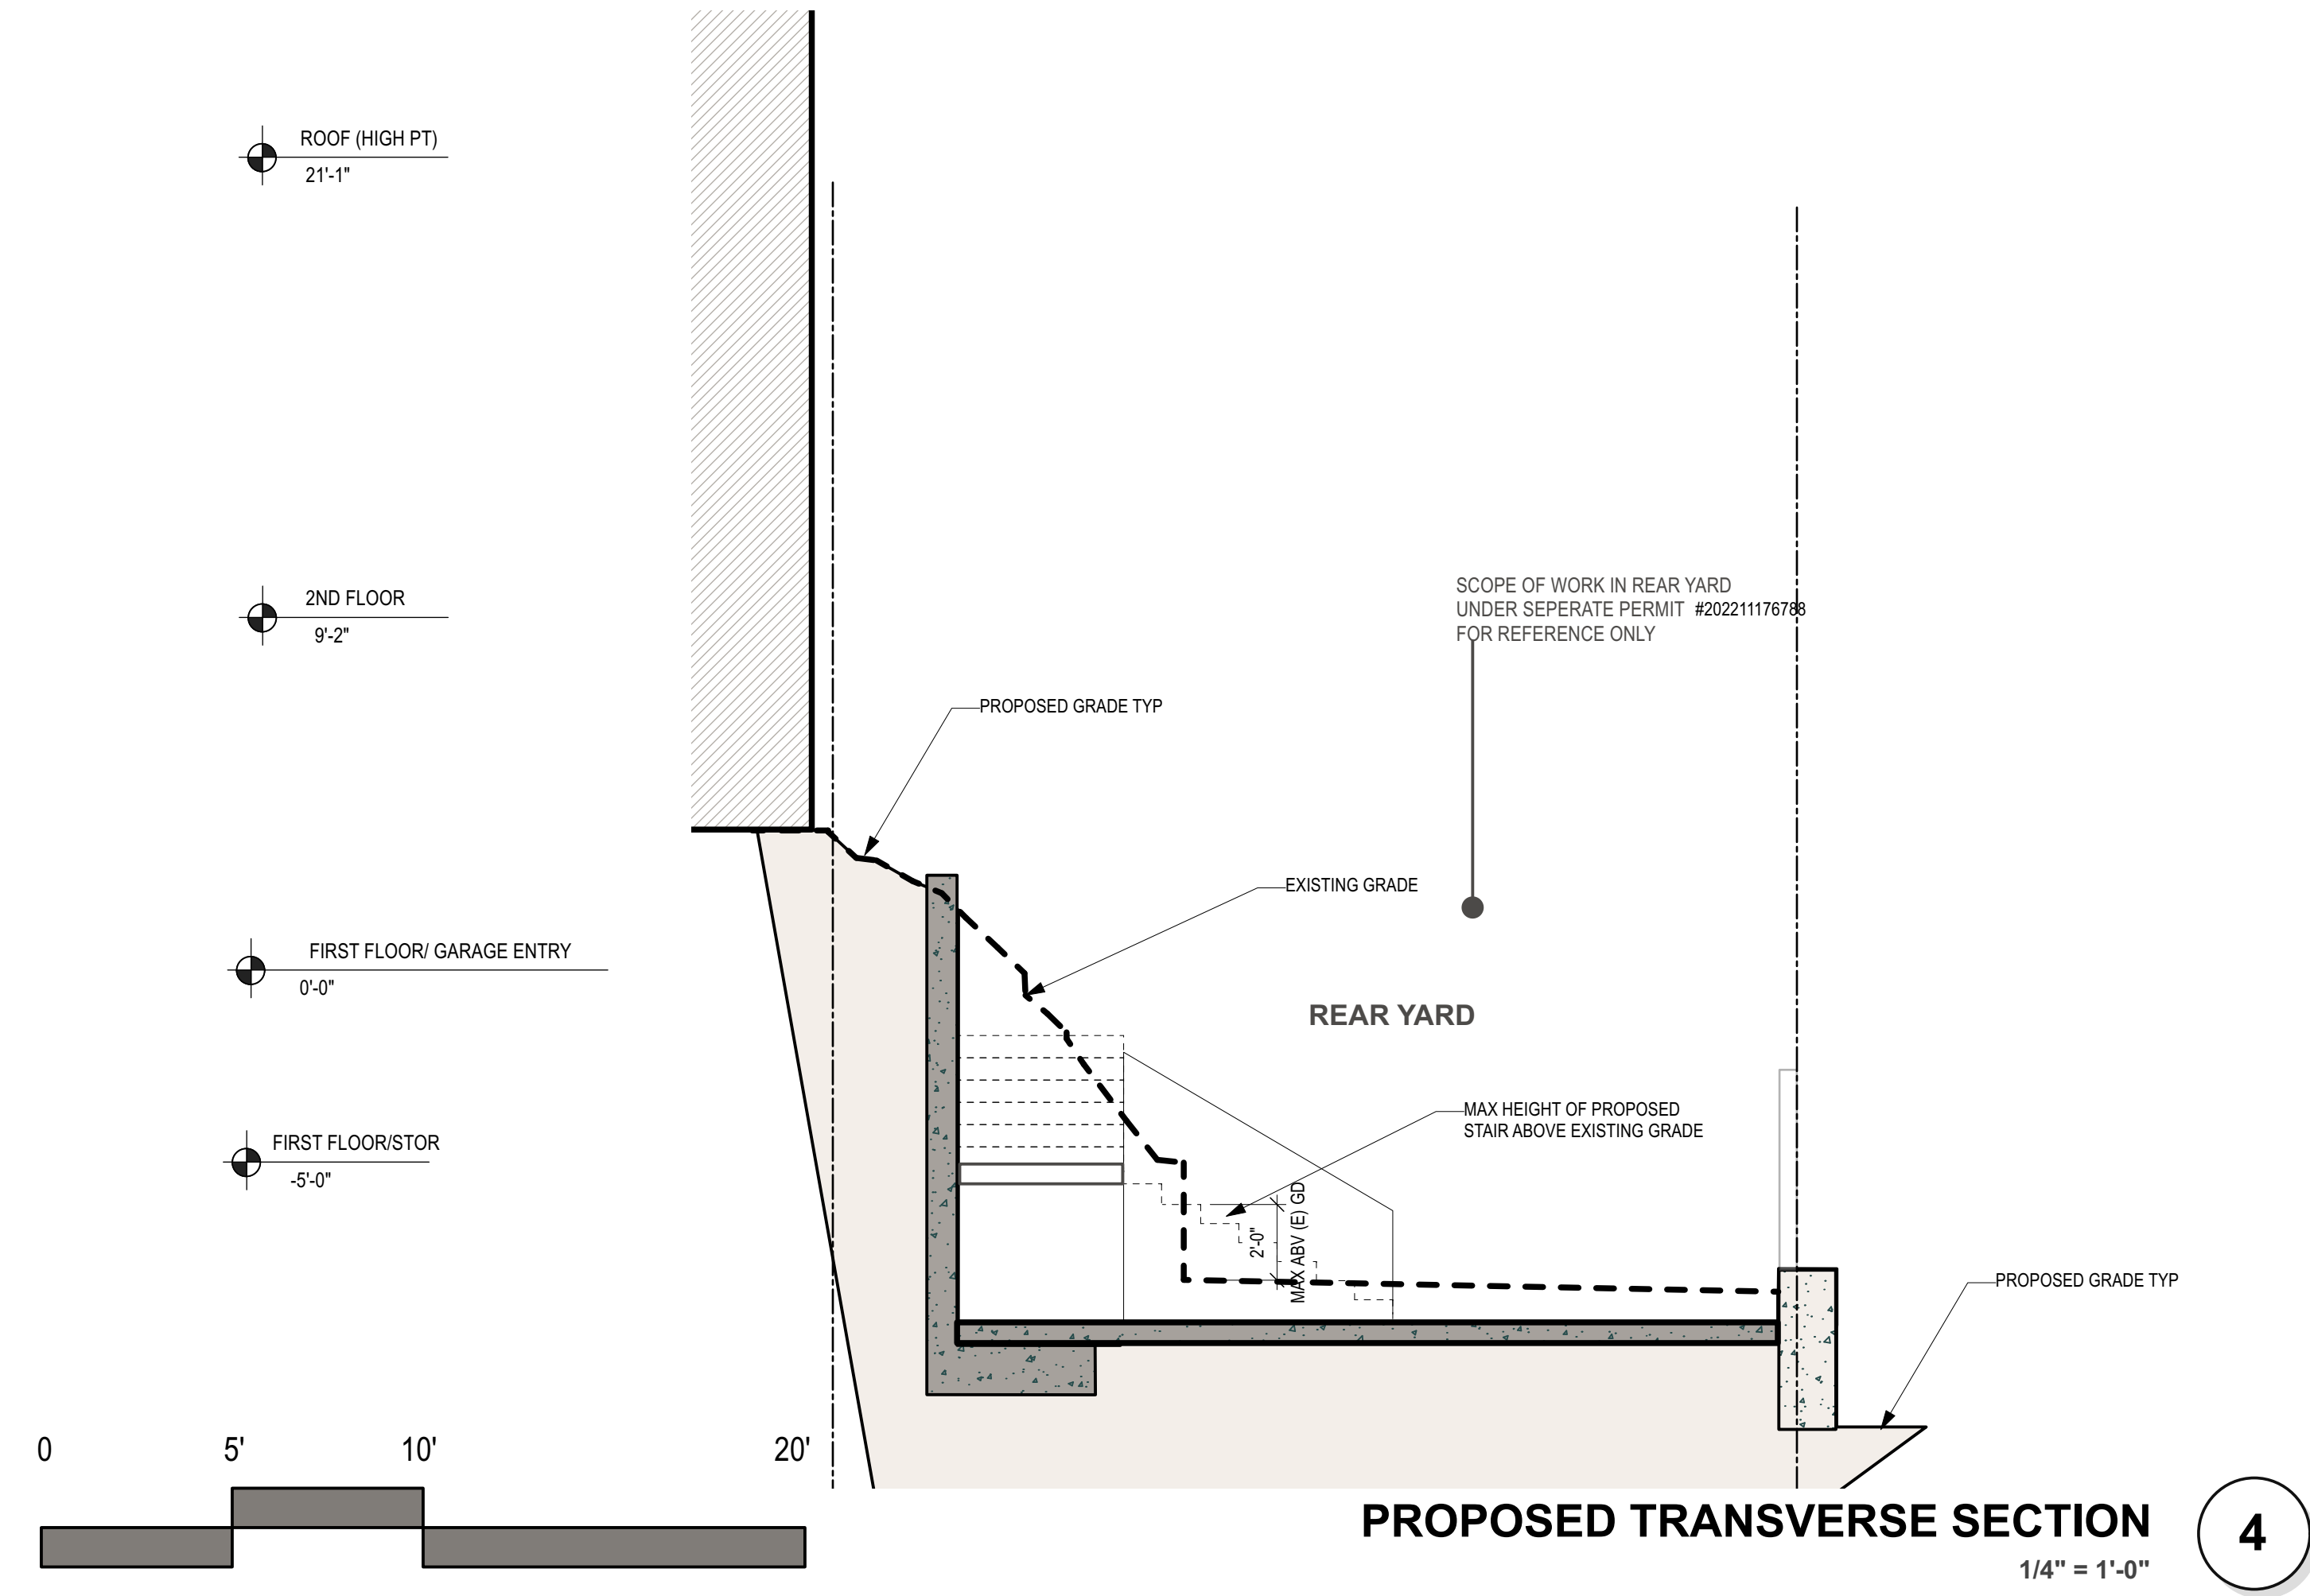 ROOF (HIGH PT)
21'-1"
2ND FLOOR
9'-2"
SCOPE OF WORK IN REAR YARD
UNDER SEPERATE PERMIT #202211176788
FOR REFERENCE ONLY
PROPOSED GRADE TYP
EXISTING GRADE
FIRST FLOOR/ GARAGE ENTRY
0'-0"
REAR YARD
MAX HEIGHT OF PROPOSED
STAIR ABOVE EXISTING GRADE
FIRST FLOOR/STOR
-5'-0"
2'-0"
MAX ABV (E) GD
PROPOSED GRADE TYP
0 5' 10' 20'
PROPOSED TRANSVERSE SECTION
1/4" = 1'-0"
4